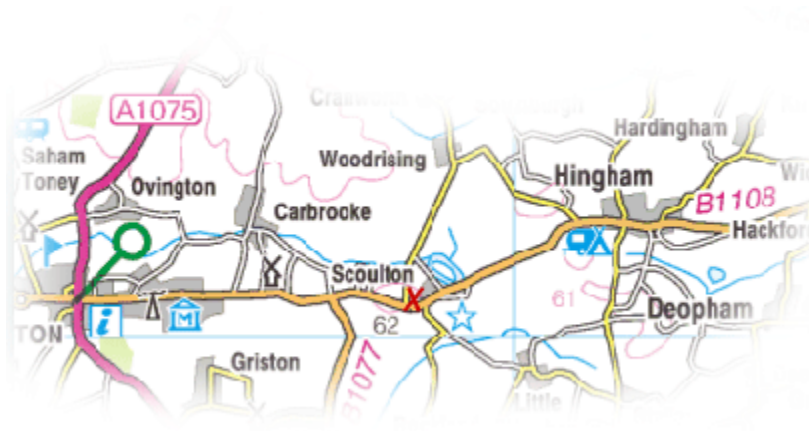 A1075
Hardingham
Saham
Toney
Woodrising
Ovington
Hingham
B1108
Carbrooke
Hackford
Scoulton
61
X
62
Deopham
i
M
TON
Griston
B1077
Little